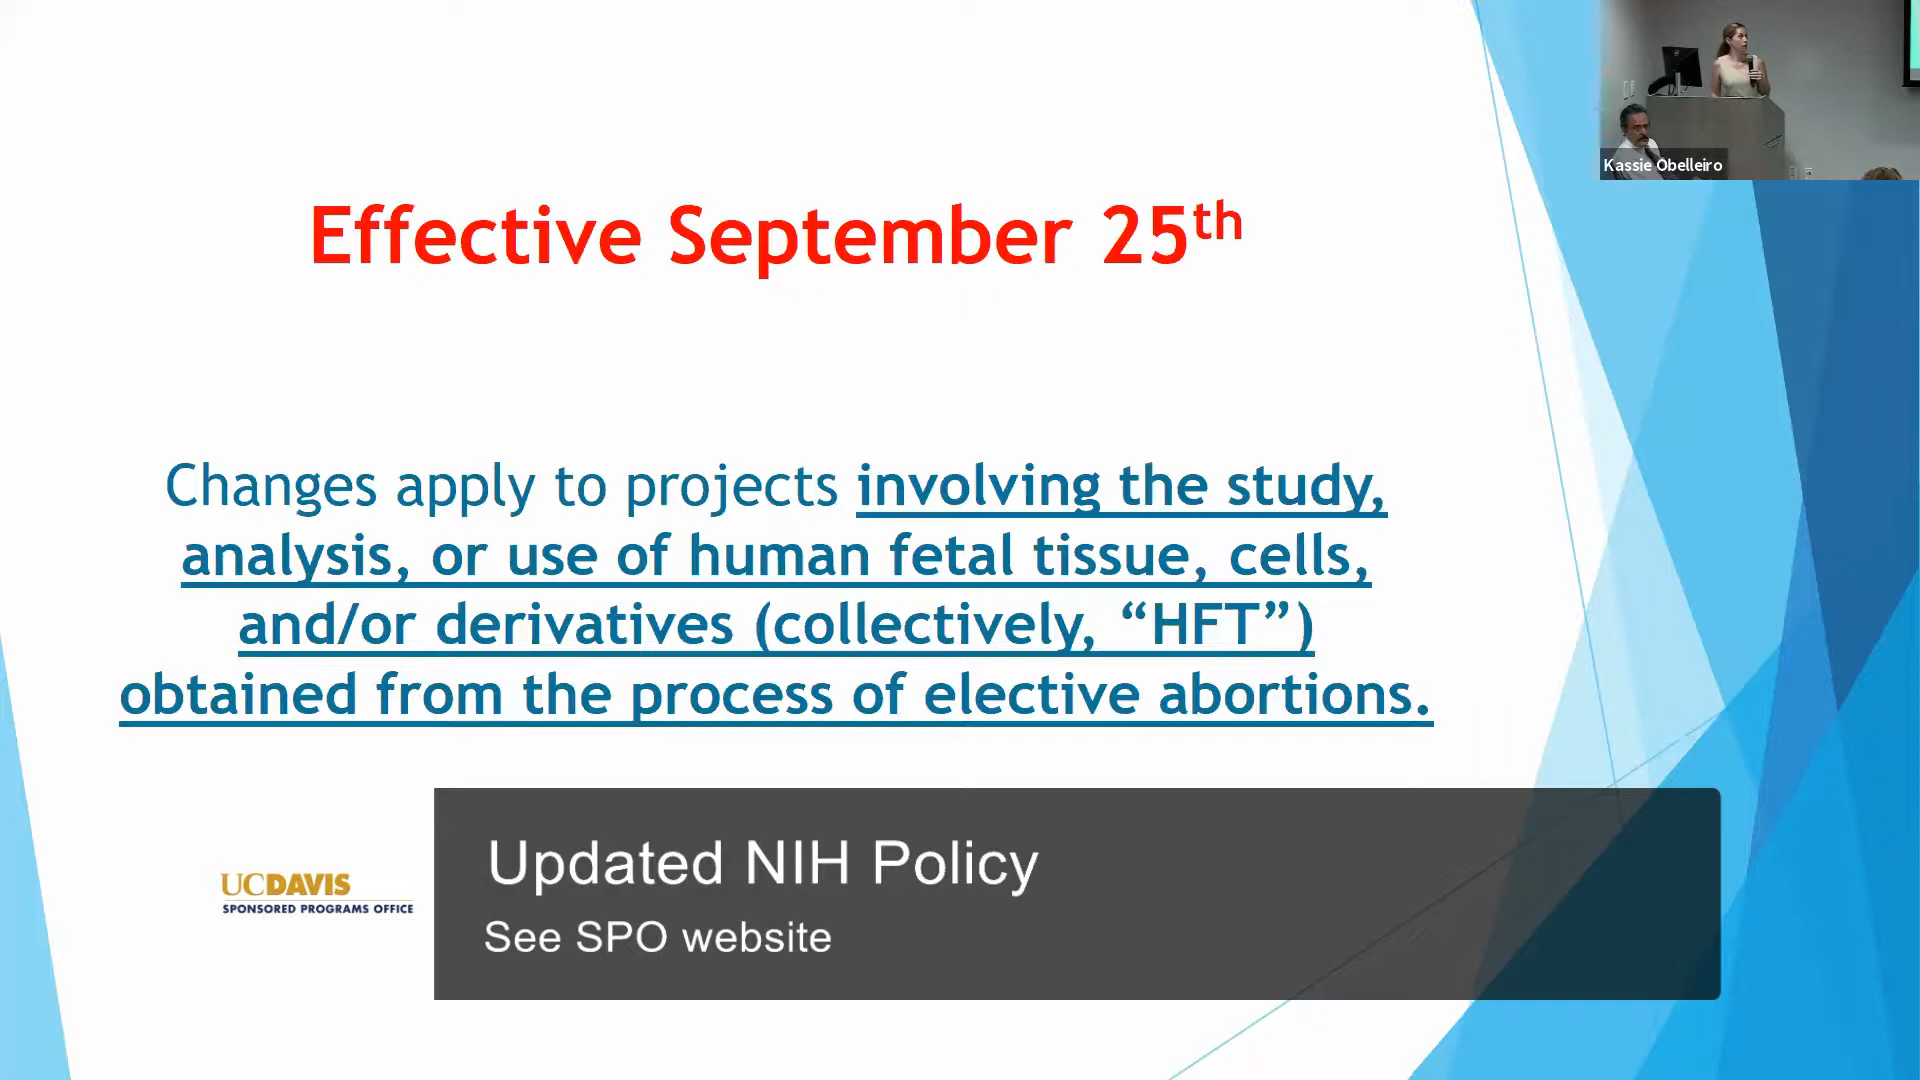 Effective September 25th
Kassie Obelleiro
Changes apply to projects involving the study,
analysis, or use of human fetal tissue, cells,
and/or derivatives (collectively, “HFT”)
obtained from the process of elective abortions.
UCDAVIS
SPONSORED PROGRAMS OFFICE
Updated NIH Policy
See SPO website